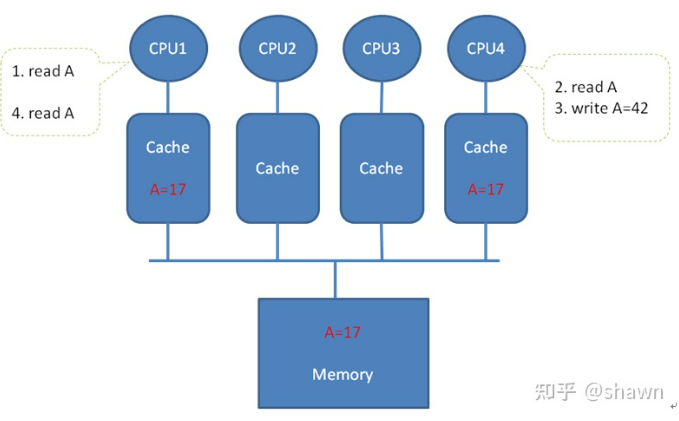 CPU1
CPU2
CPU3
CPU4
1. read A
4. read A
2. read A
3. write A=42
Cache
A=17
Cache
Cache
Cache
A=17
A=17
Memory
知乎 @shawn